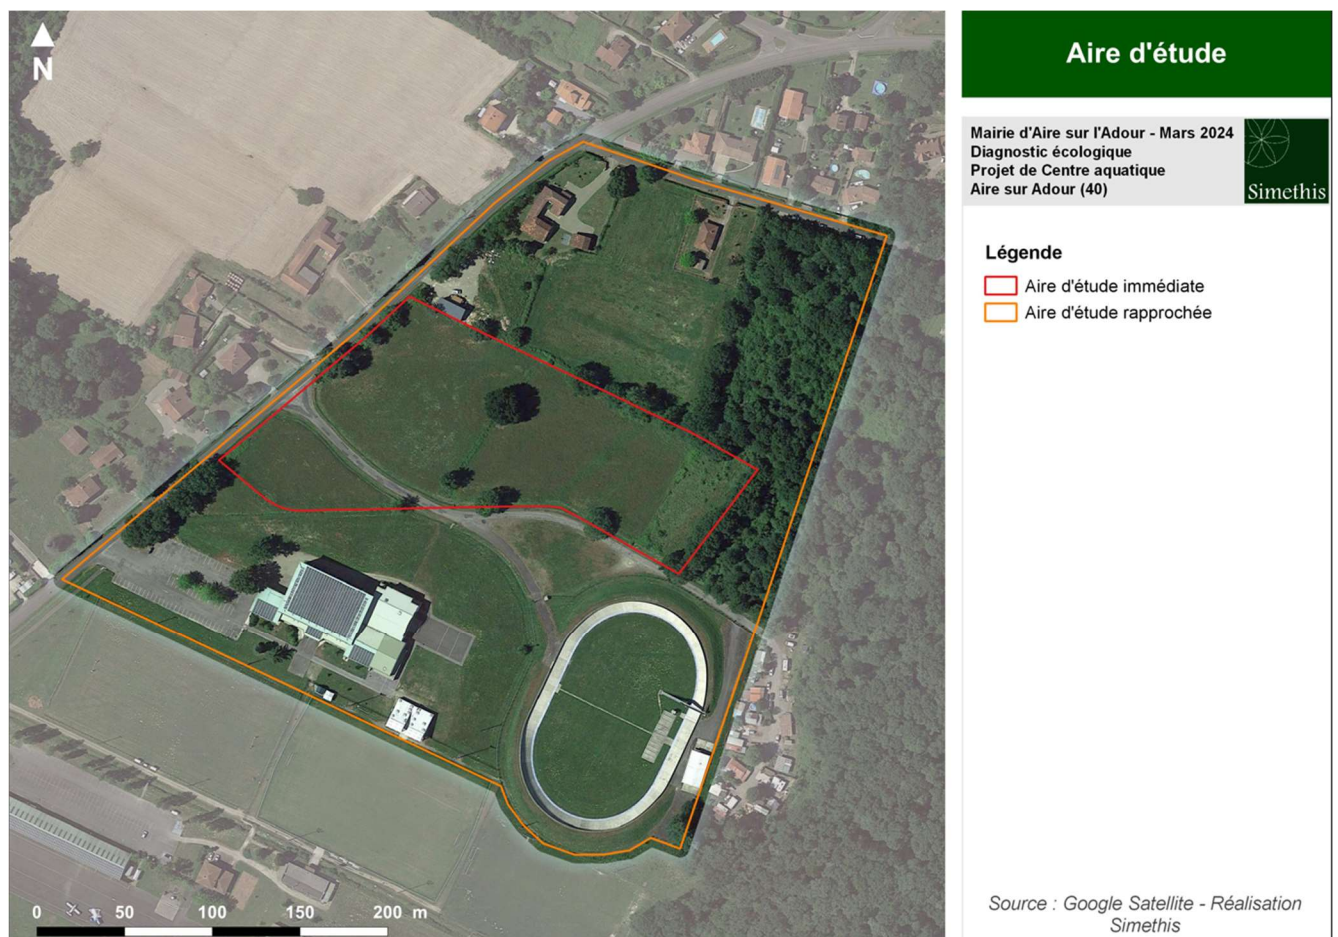 N
Aire d'étude
Mairie d'Aire sur l'Adour - Mars 2024
Diagnostic écologique
Projet de Centre aquatique
Aire sur Adour (40)
Simethis
Légende
Aire d'étude immédiate
Aire d'étude rapprochée
0 50 100 150 200 m
Source : Google Satellite - Réalisation
Simethis